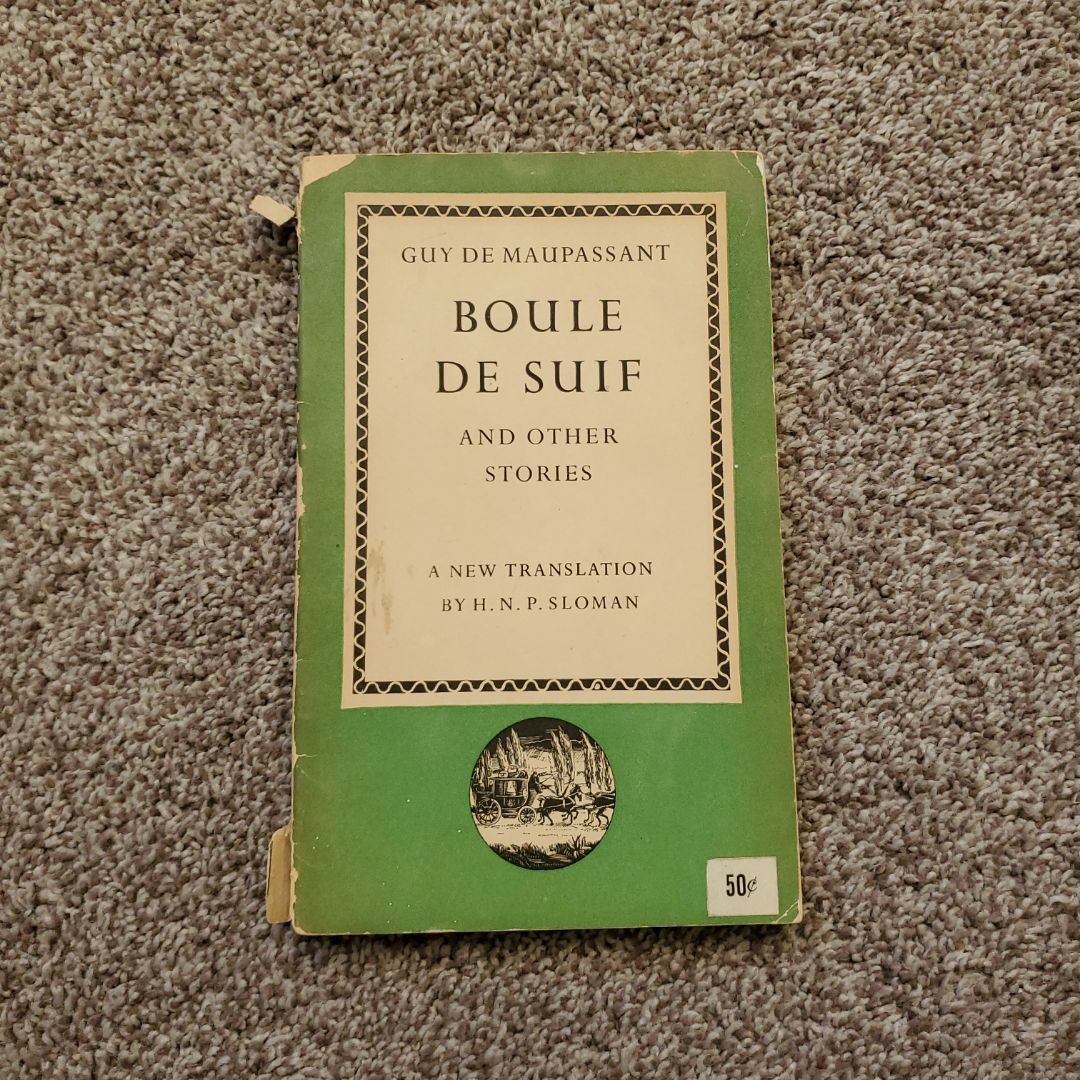 GUY DE MAUPASSANT
BOULE
DE SUIF
AND OTHER
STORIES
A NEW TRANSLATION
BY H. N. P. SLOMAN
50¢